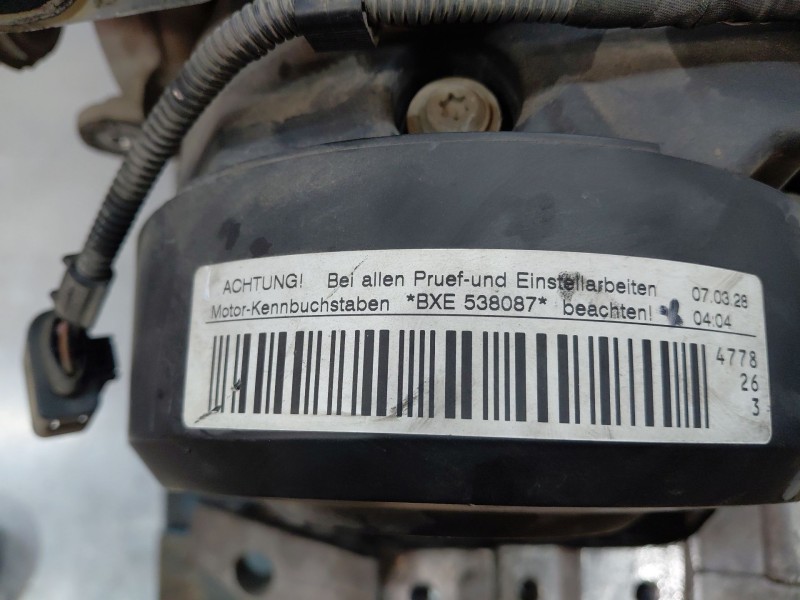 ACHTUNG! Bei allen Pruef-und Einstellarbeiten 07.03.28
Motor-Kennbuchstaben *BXE 538087* beachten! 04:04
4778
26
3